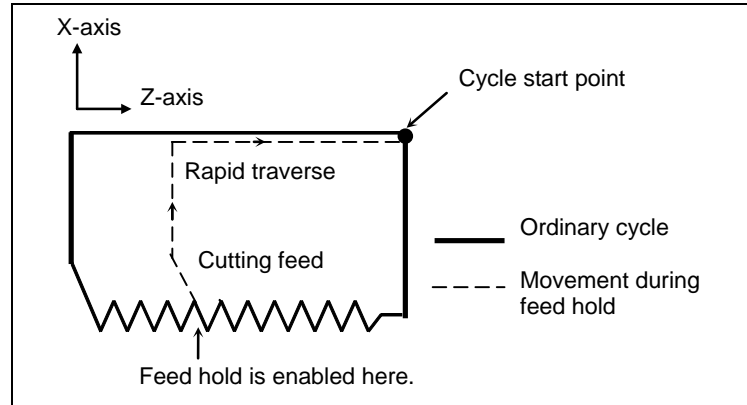 X-axis
Z-axis
Cycle start point
Rapid traverse
Cutting feed
Ordinary cycle
Movement during
feed hold
Feed hold is enabled here.